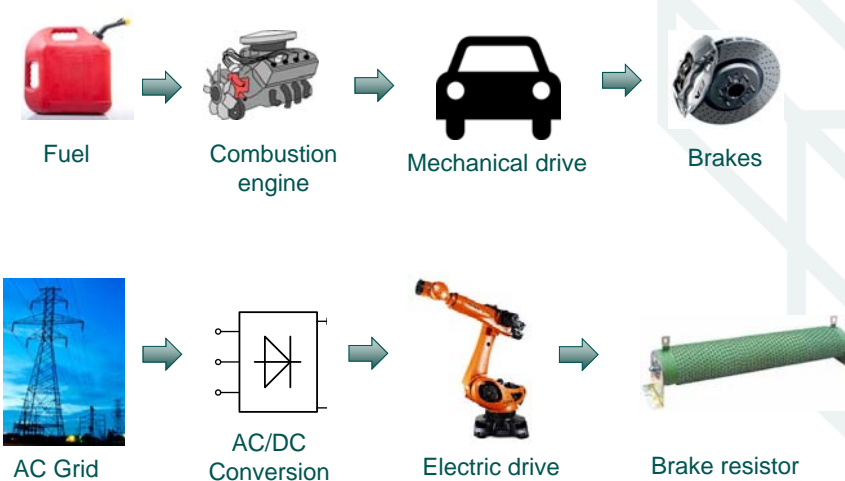 Fuel
Combustion
engine
Mechanical drive
Brakes
AC Grid
AC/DC
Conversion
Electric drive
Brake resistor